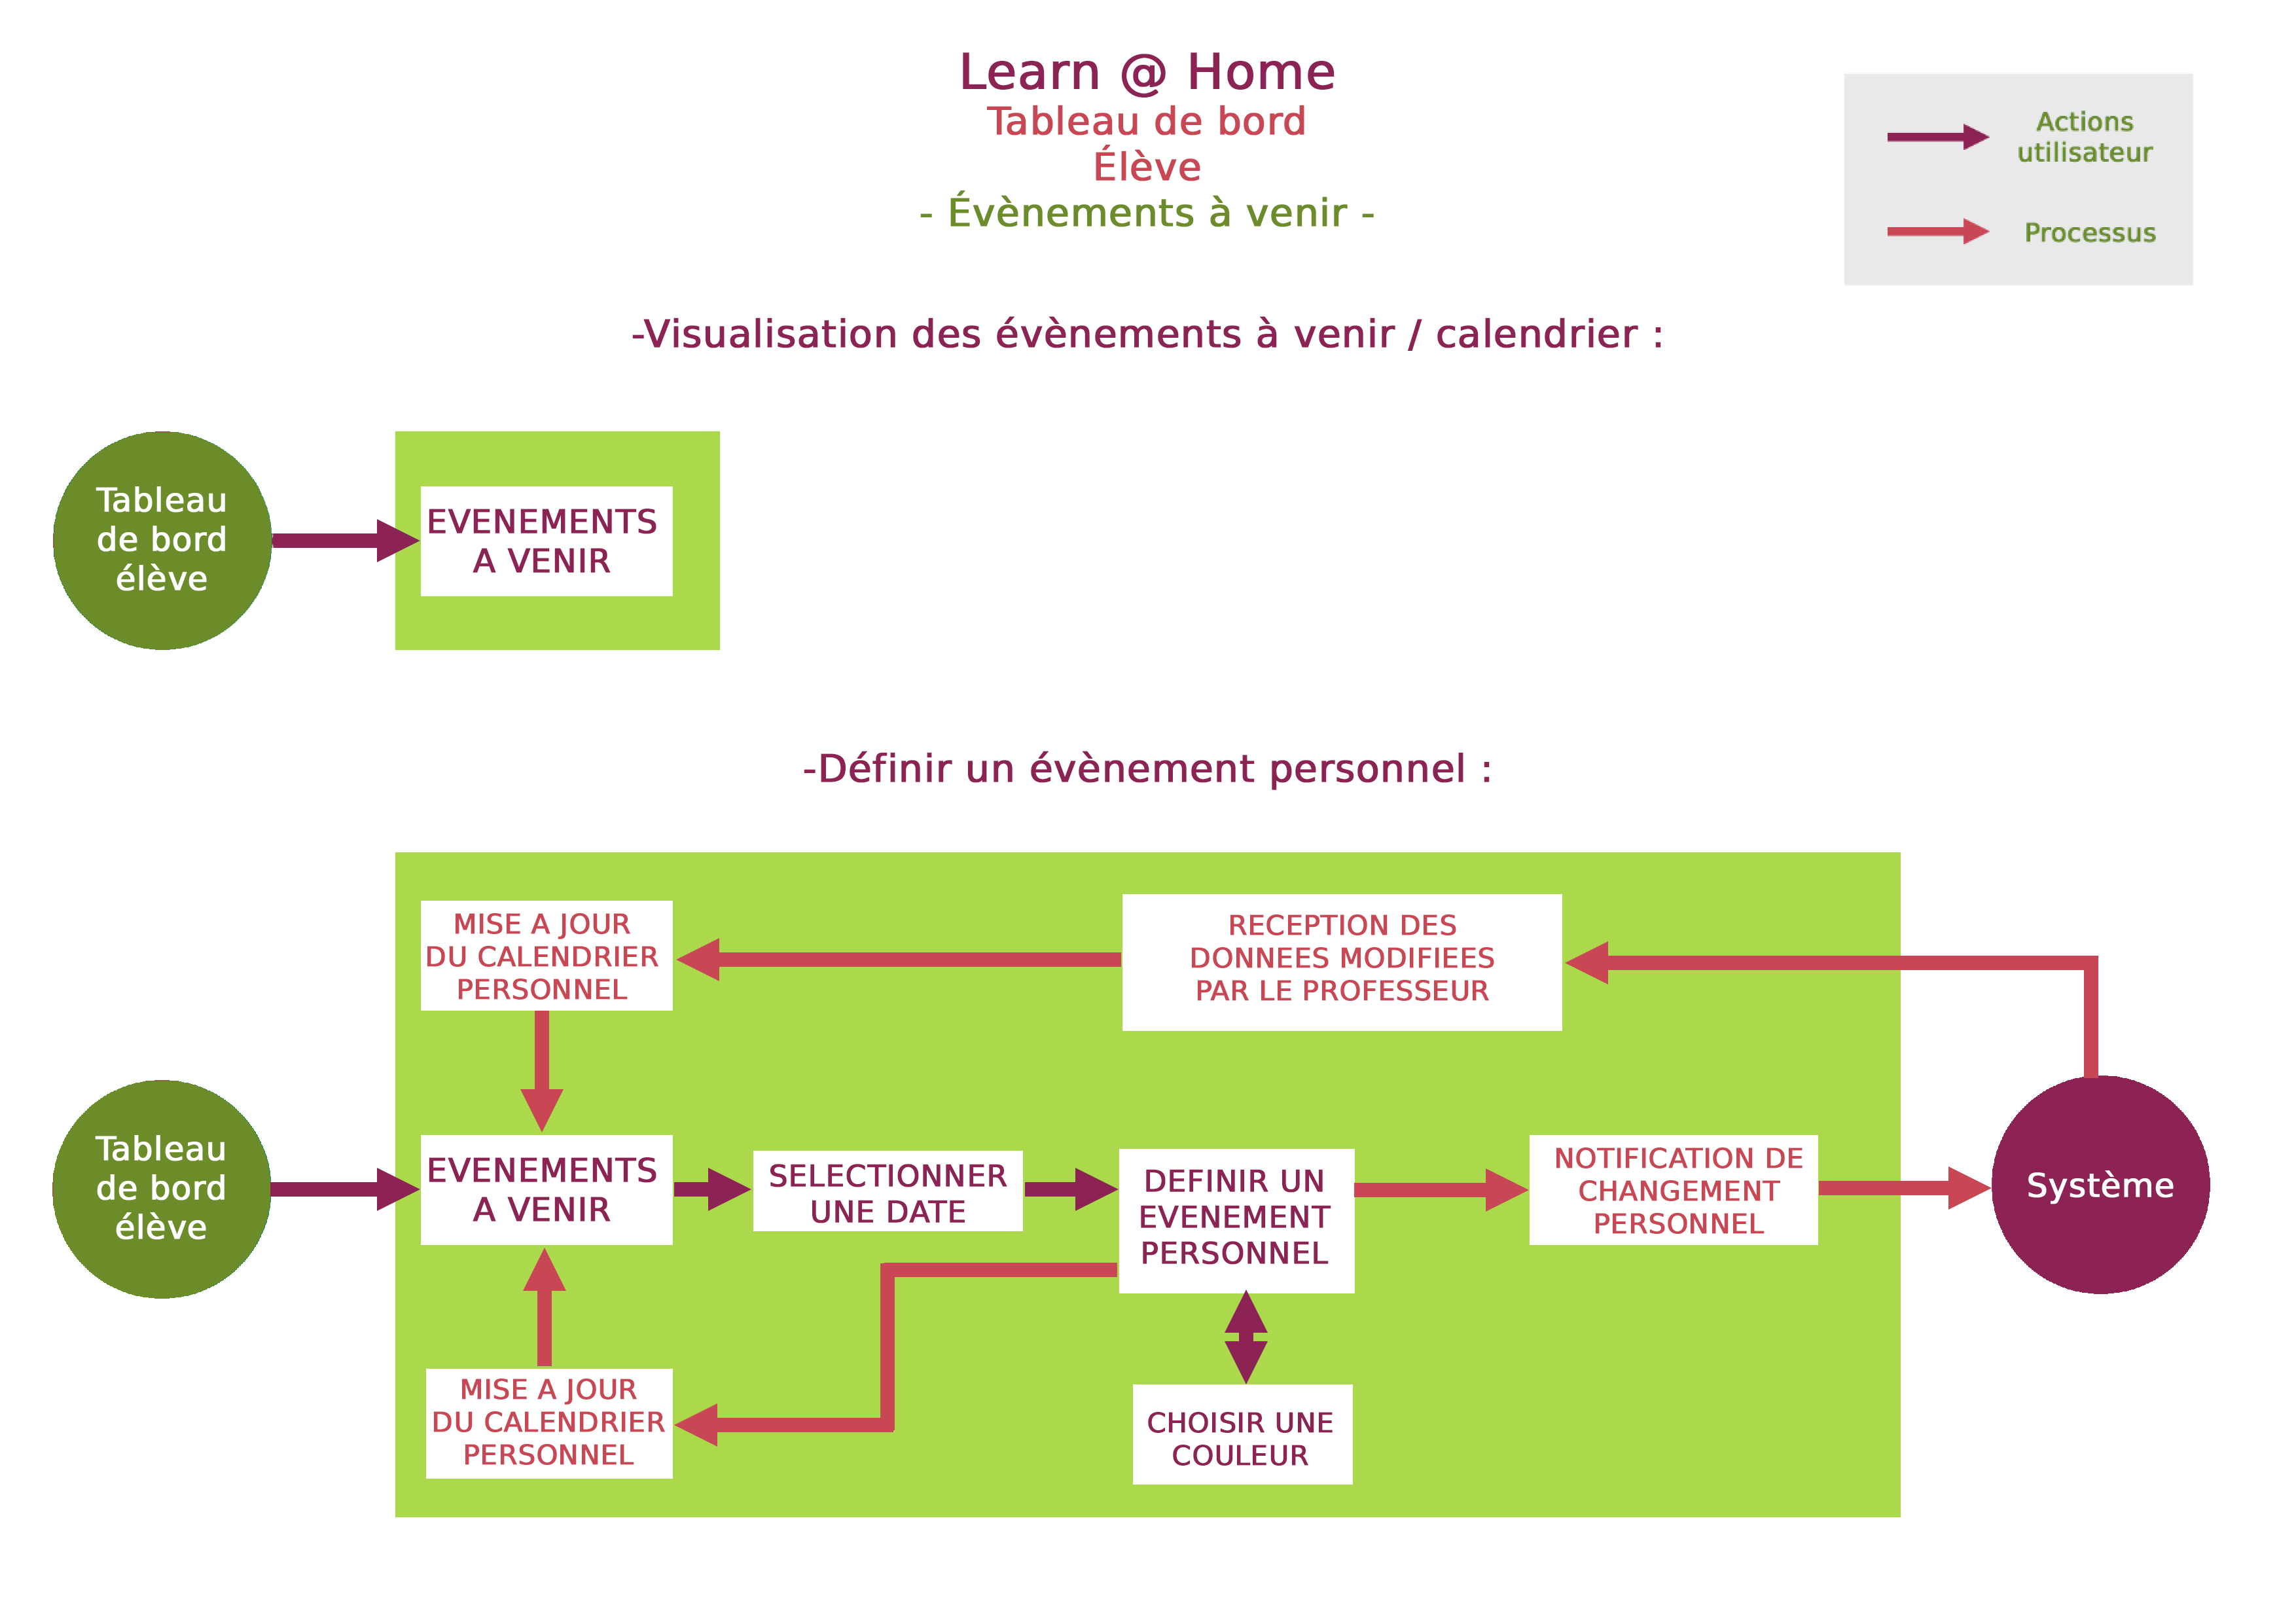 Learn @ Home
Tableau de bord
Élève
- Évènements à venir -
Actions
utilisateur
Processus
-Visualisation des évènements à venir / calendrier :
Tableau
de bord
élève
EVENEMENTS
A VENIR
-Définir un évènement personnel :
MISE A JOUR
DU CALENDRIER
PERSONNEL
RECEPTION DES
DONNEES MODIFIEES
PAR LE PROFESSEUR
Tableau
de bord
élève
EVENEMENTS
A VENIR
SELECTIONNER
UNE DATE
DEFINIR UN
EVENEMENT
PERSONNEL
NOTIFICATION DE
CHANGEMENT
PERSONNEL
Système
MISE A JOUR
DU CALENDRIER
PERSONNEL
CHOISIR UNE
COULEUR